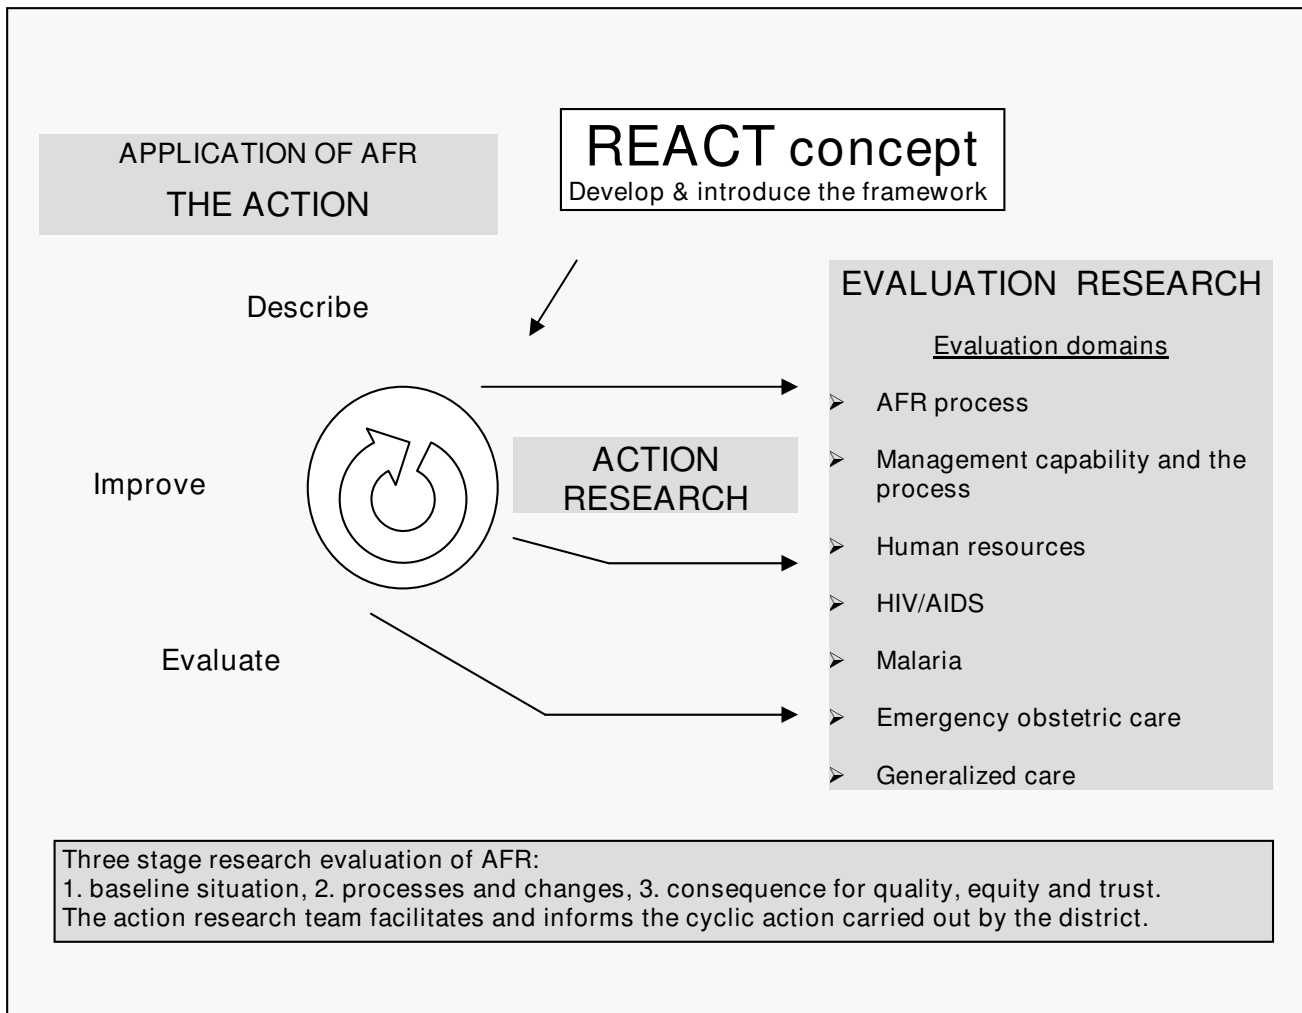 APPLICATION OF AFR
THE ACTION
REACT concept
Develop & introduce the framework
Describe
Improve
Evaluate
ACTION
RESEARCH
EVALUATION RESEARCH
Evaluation domains
➢ AFR process
➢ Management capability and the
process
➢ Human resources
➢ HIV/AIDS
➢ Malaria
➢ Emergency obstetric care
➢ Generalized care
Three stage research evaluation of AFR:
1. baseline situation, 2. processes and changes, 3. consequence for quality, equity and trust.
The action research team facilitates and informs the cyclic action carried out by the district.